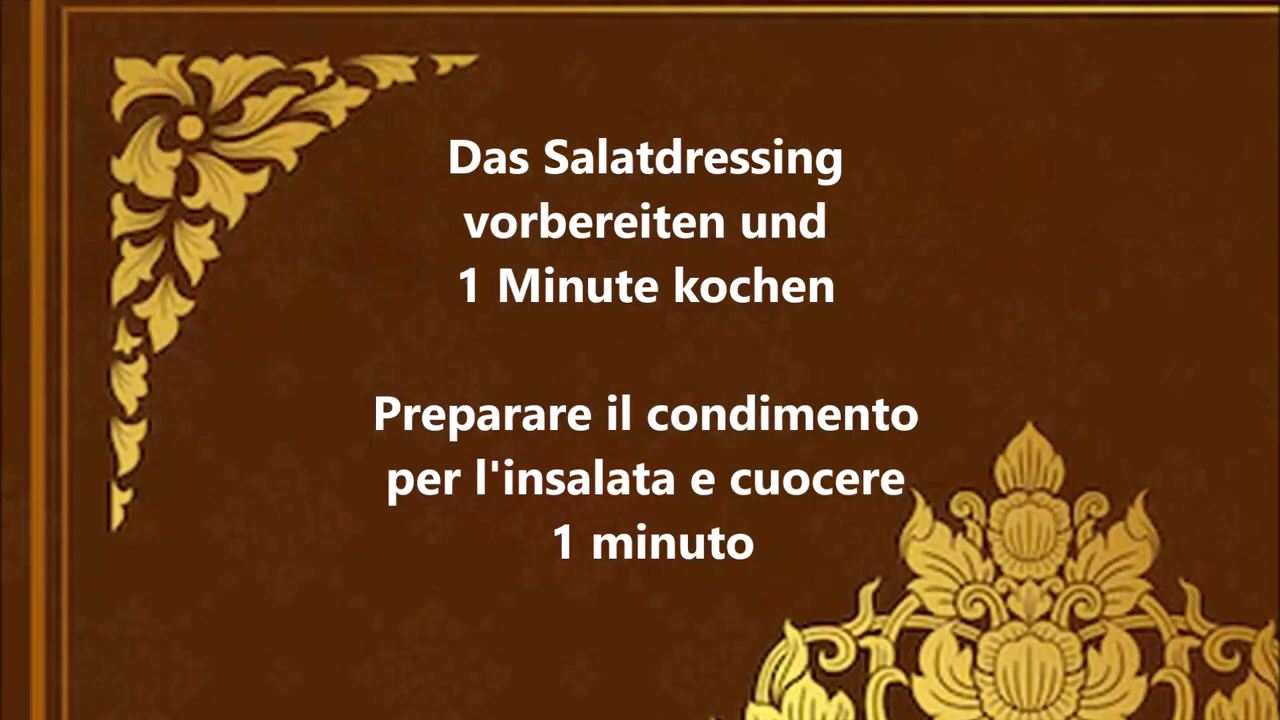 Das Salatdressing
vorbereiten und
1 Minute kochen
Preparare il condimento
per l'insalata e cuocere
1 minuto